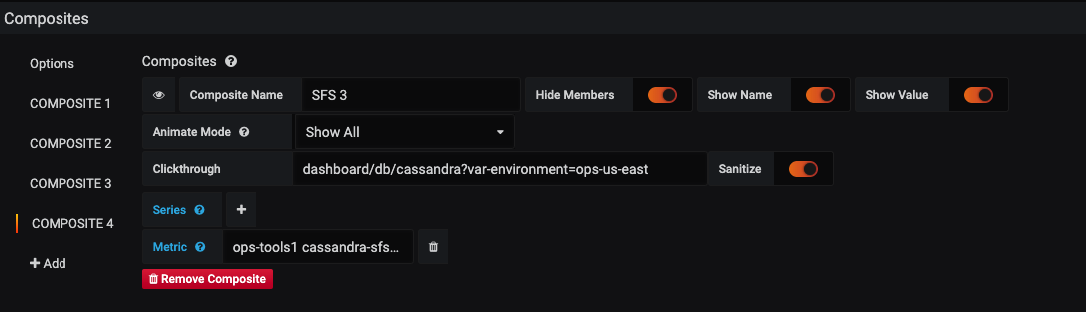 Composites
Options
COMPOSITE 1
COMPOSITE 2
COMPOSITE 3
COMPOSITE 4
+ Add
Composites
Composite Name SFS 3 Hide Members Show Name Show Value
Animate Mode Show All
Clickthrough dashboard/db/cassandra?var-environment=ops-us-east Sanitize
Series +
Metric ops-tools1 cassandra-sfs...
Remove Composite